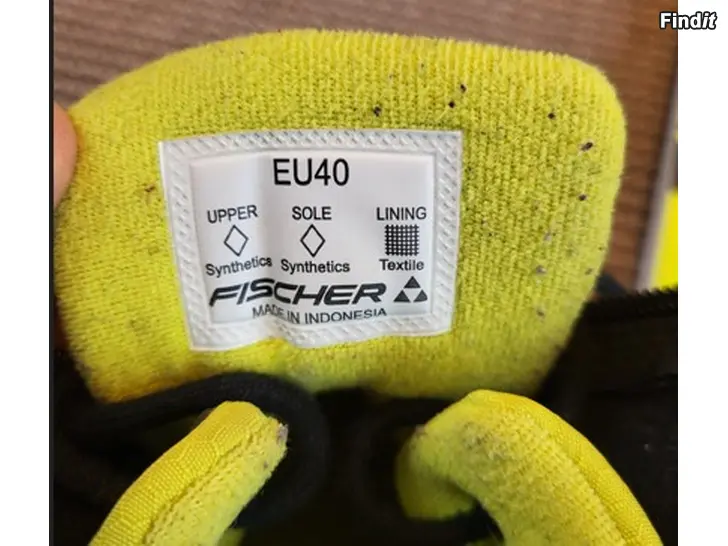 Findit
EU40
UPPER SOLE LINING
Synthetics Synthetics Textile
FISCHER
MADE IN INDONESIA